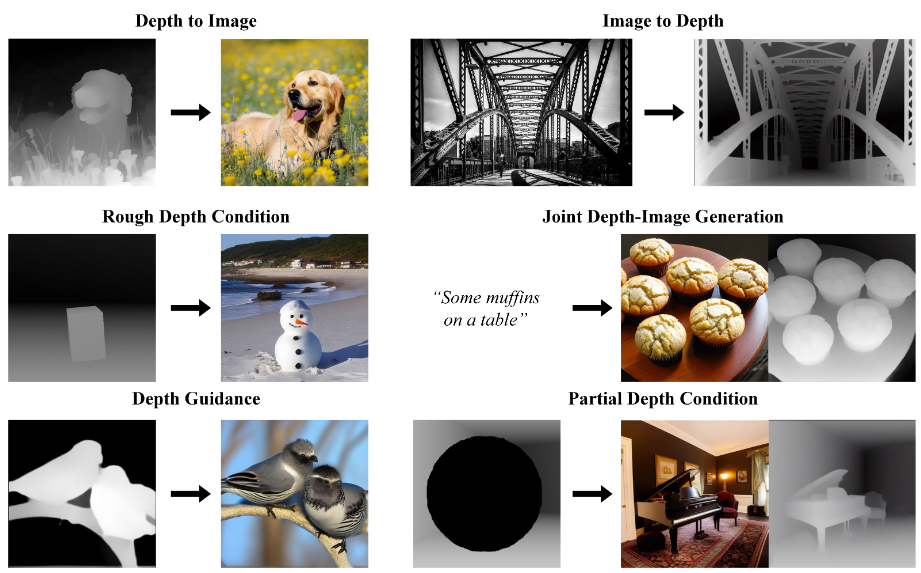 Depth to Image
Image to Depth
Rough Depth Condition
Joint Depth-Image Generation
“Some muffins
on a table”
Depth Guidance
Partial Depth Condition